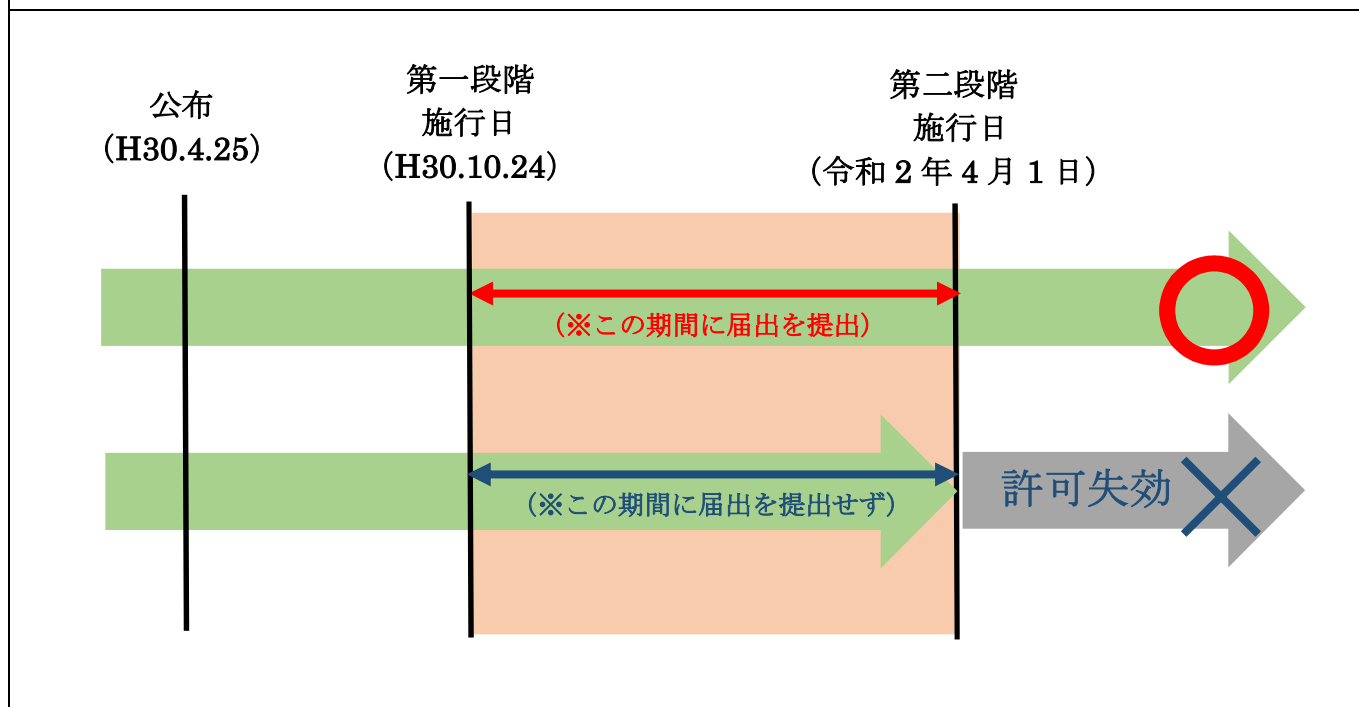 公布
（H30.4.25）
第一段階
施行日
（H30.10.24）
第二段階
施行日
（令和 2 年 4 月 1 日）
（※この期間に届出を提出）
（※この期間に届出を提出せず）
許可失効